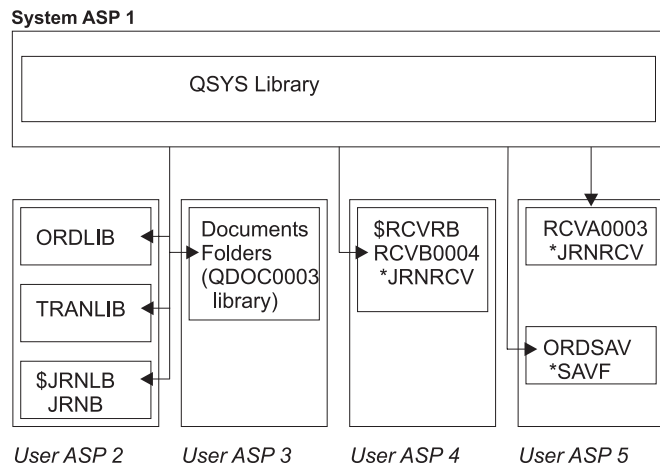 System ASP 1
QSYS Library
ORDLIB
TRANLIB
$JRNLB
JRNB
User ASP 2
Documents
Folders
(QDOC0003
library)
User ASP 3
$RCVRB
RCVB0004
*JRNRCV
User ASP 4
RCVA0003
*JRNRCV
ORDSAV
*SAVF
User ASP 5